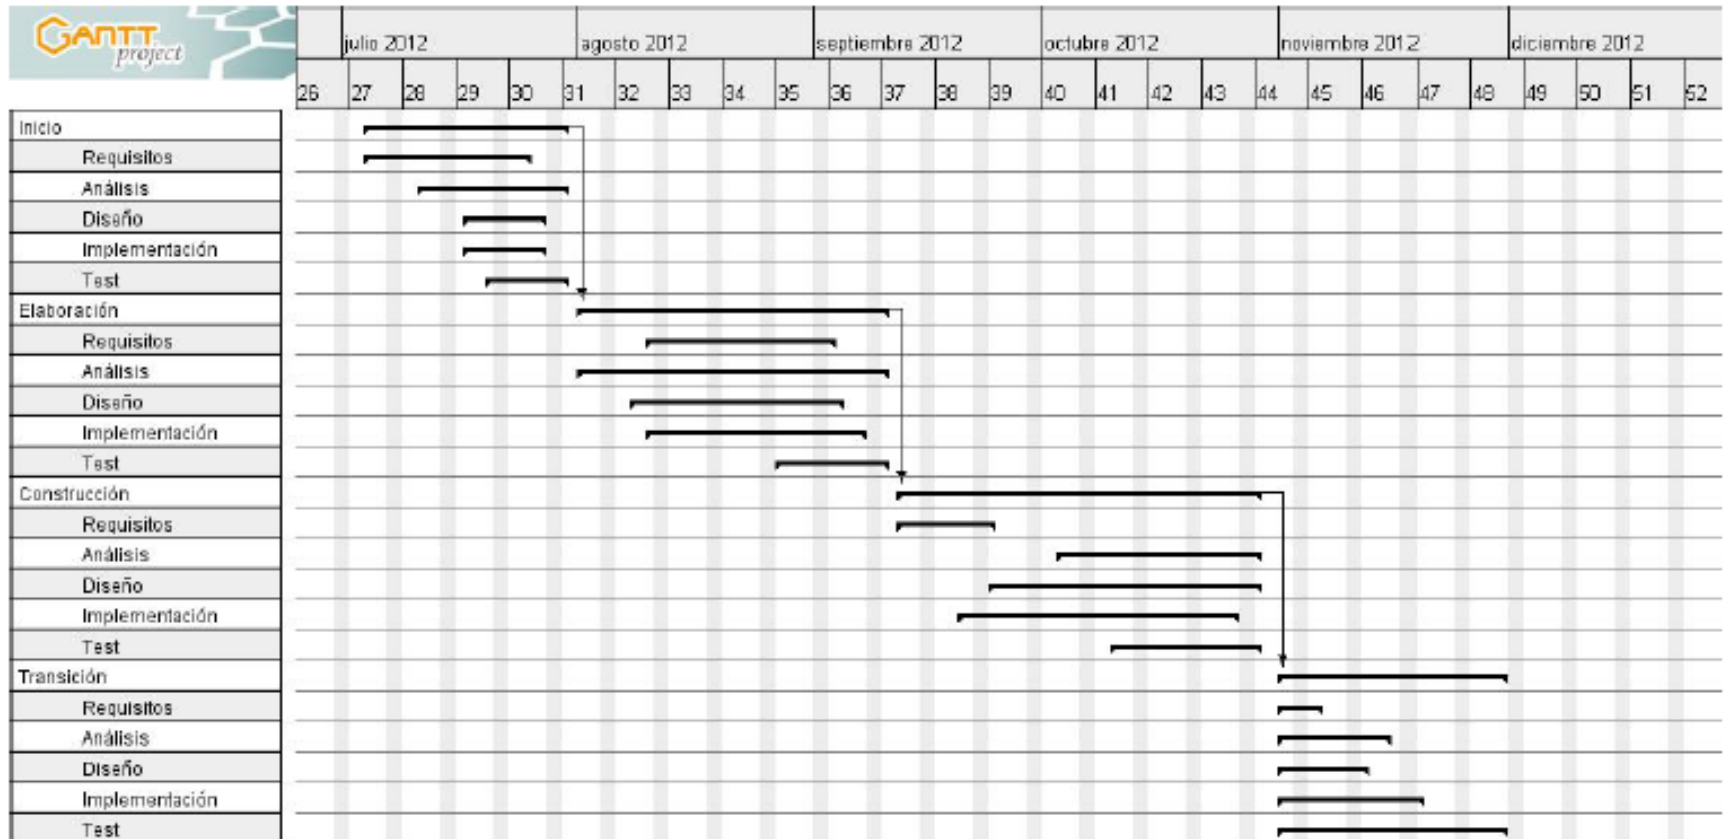 GANTT
project
julio 2012 agosto 2012 septiembre 2012 octubre 2012 noviembre 2012 diciembre 2012
26 27 28 29 30 31 32 33 34 35 36 37 38 39 40 41 42 43 44 45 46 47 48 49 50 51 52
Inicio
Requisitos
Análisis
Diseño
Implementación
Test
Elaboración
Requisitos
Análisis
Diseño
Implementación
Test
Construcción
Requisitos
Análisis
Diseño
Implementación
Test
Transición
Requisitos
Análisis
Diseño
Implementación
Test